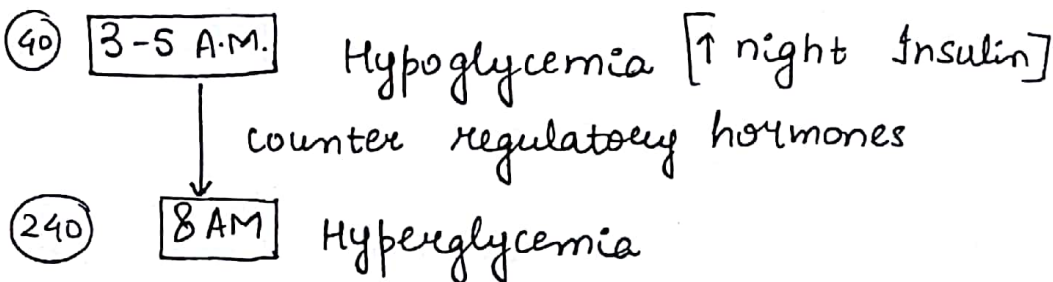 40 3-5 A.M. Hypoglycemia [↑ night Insulin]
counter regulatory hormones
240 8 AM Hyperglycemia